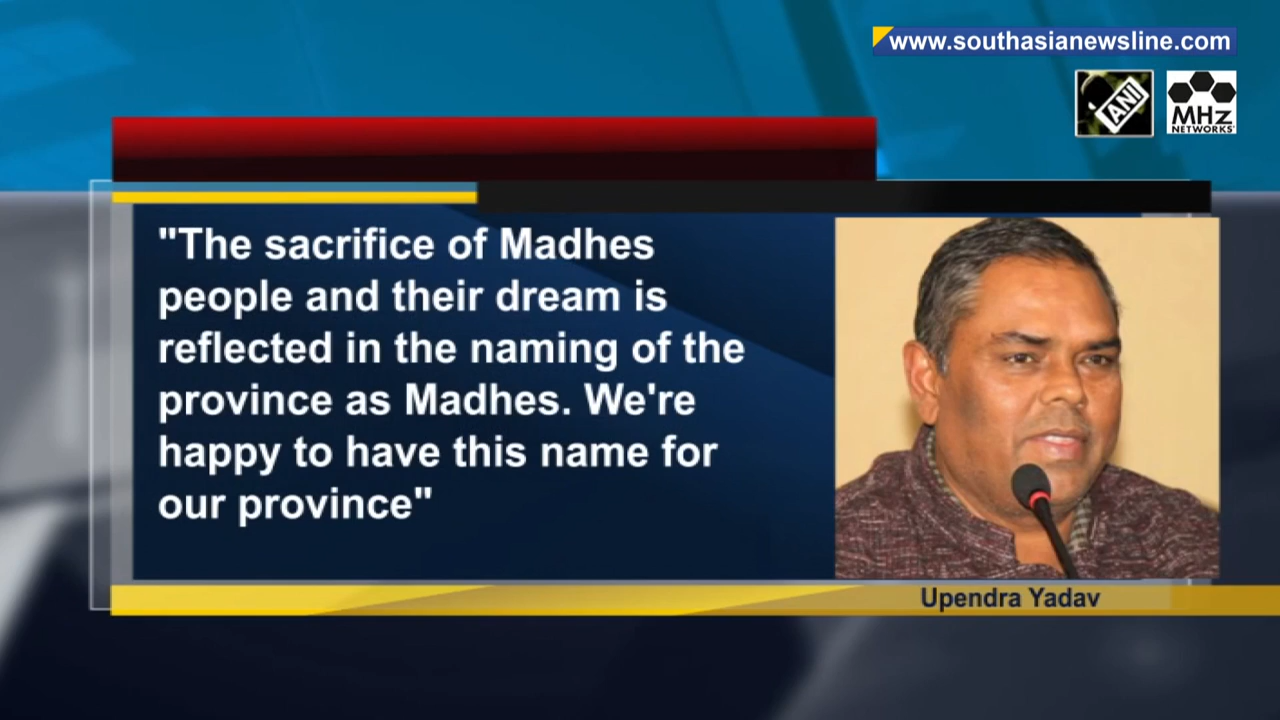 www.southasianewsline.com
ANI
MHz
NETWORKS
"The sacrifice of Madhes
people and their dream is
reflected in the naming of the
province as Madhes. We're
happy to have this name for
our province"
Upendra Yadav